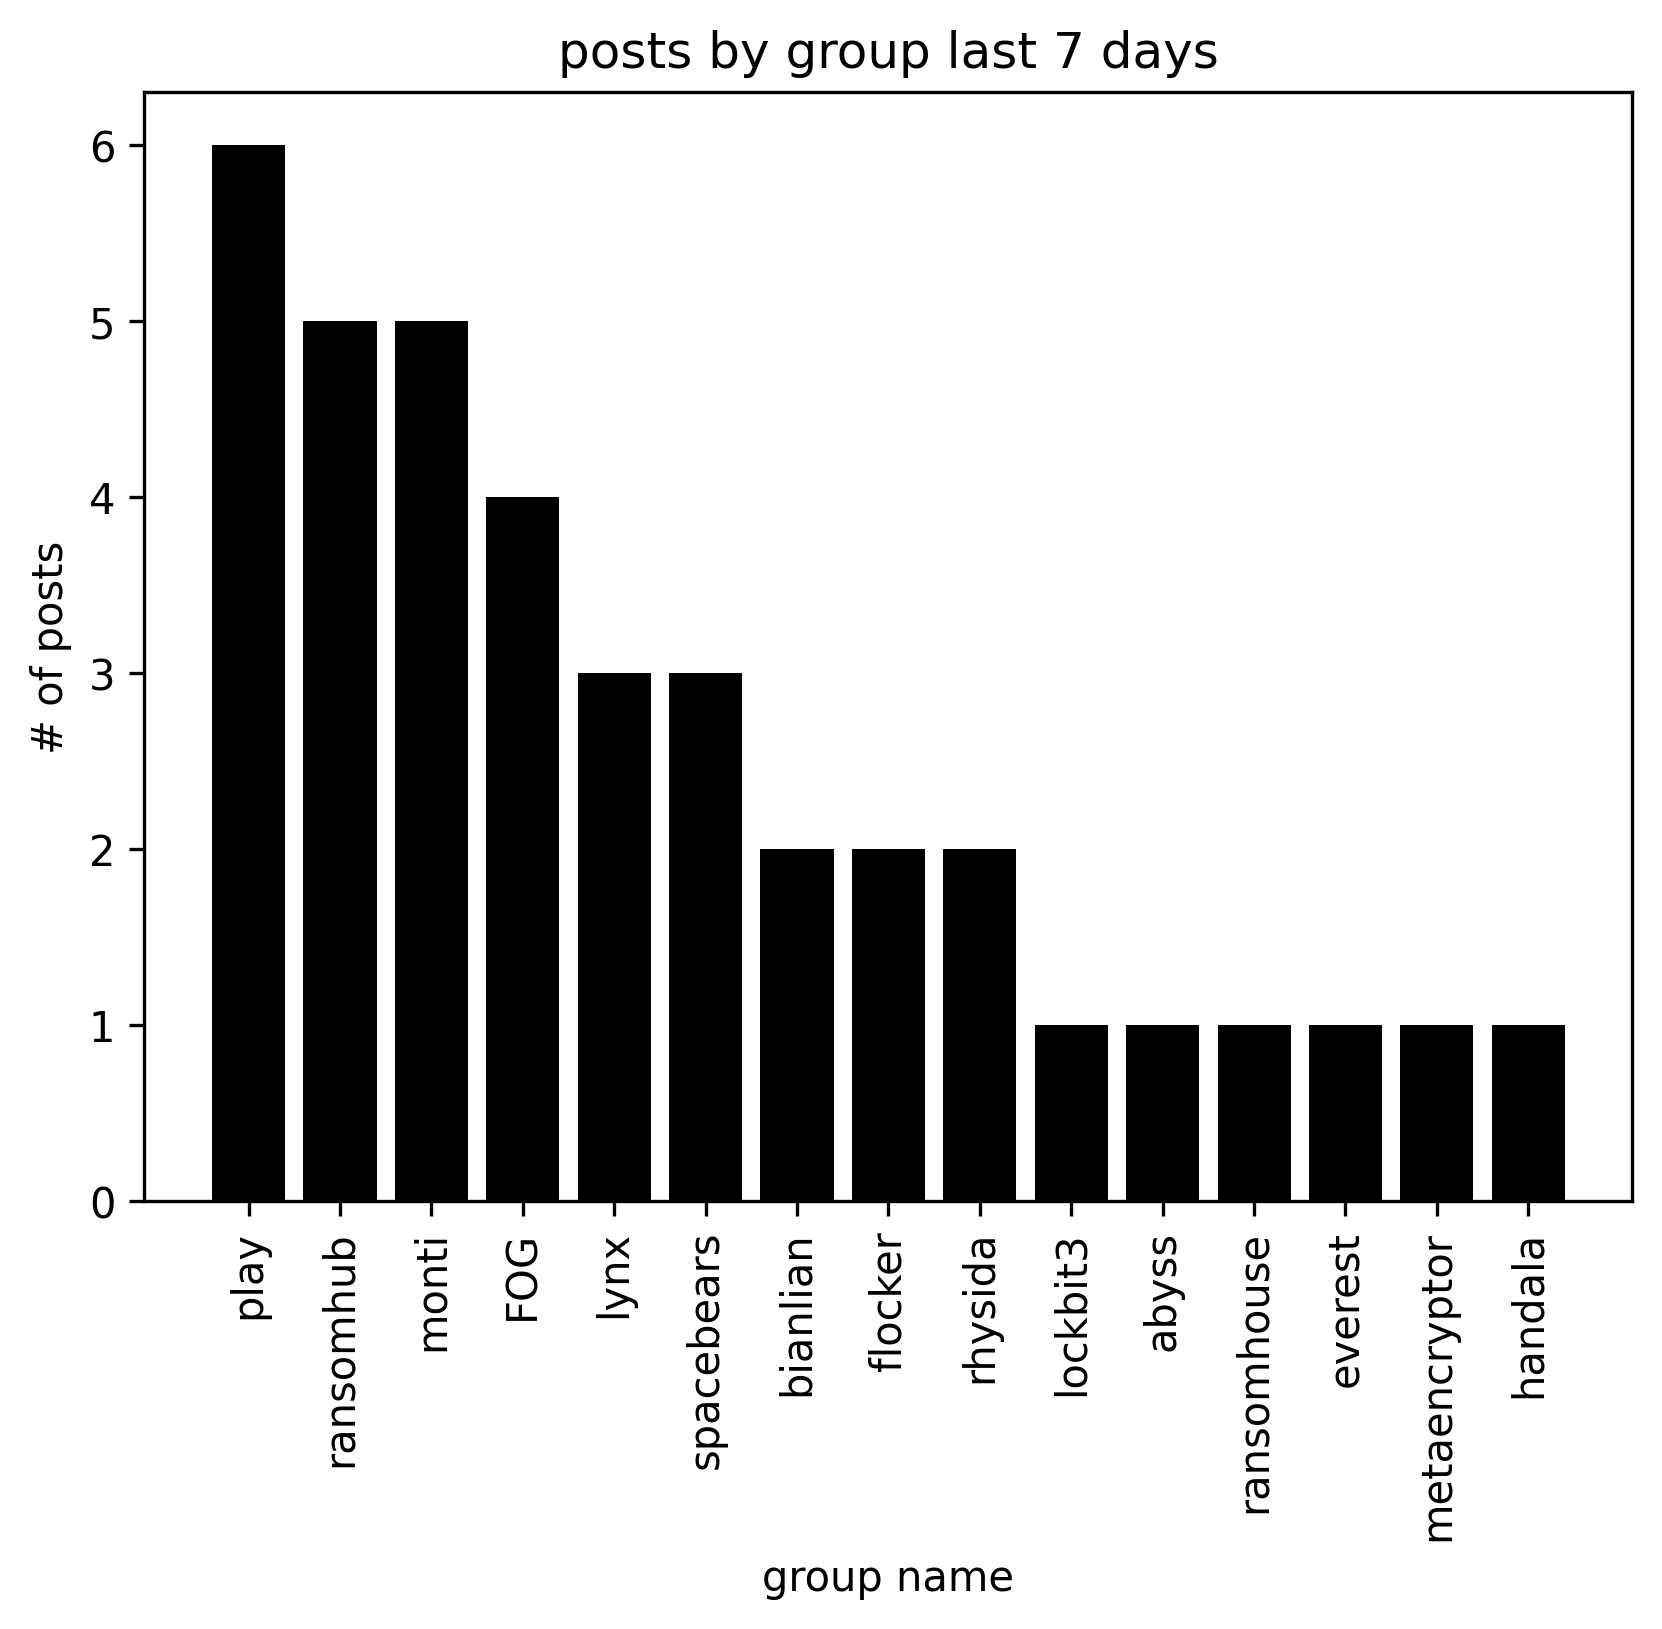 posts by group last 7 days
6
5
4
3
2
1
0
# of posts
play
ransomhub
monti
FOG
lynx
spacebears
bianlian
flocker
rhysida
lockbit3
abyss
ransomhouse
everest
metaencryptor
handala
group name